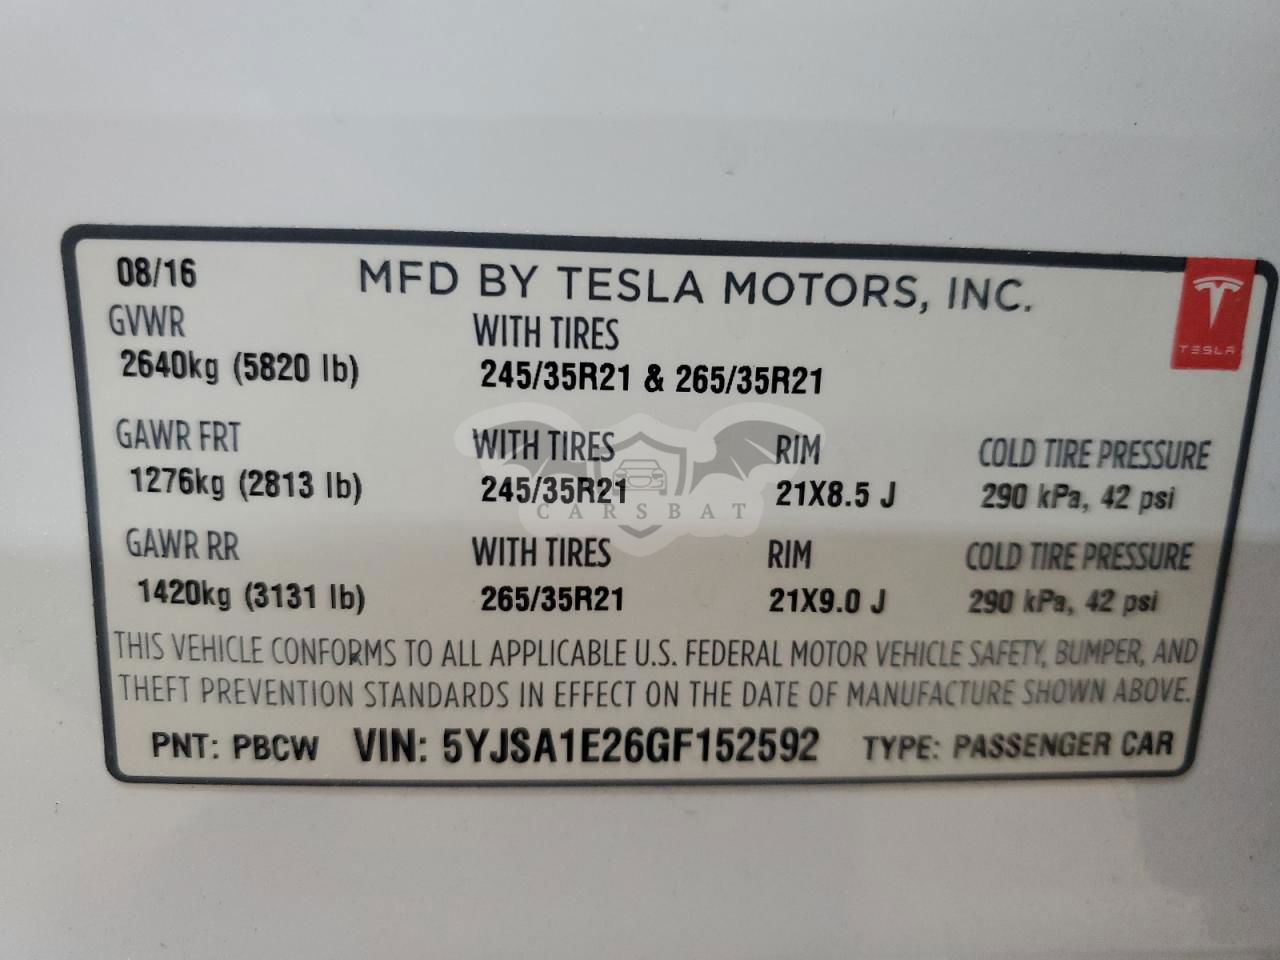 08/16 MFD BY TESLA MOTORS, INC.
TESLA
GVWR WITH TIRES
2640kg (5820 lb) 245/35R21 & 265/35R21
GAWR FRT WITH TIRES RIM COLD TIRE PRESSURE
1276kg (2813 lb) 245/35R21 21X8.5 J 290 kPa, 42 psi
CARSBAT
GAWR RR WITH TIRES RIM COLD TIRE PRESSURE
1420kg (3131 lb) 265/35R21 21X9.0 J 290 kPa, 42 psi
THIS VEHICLE CONFORMS TO ALL APPLICABLE U.S. FEDERAL MOTOR VEHICLE SAFETY, BUMPER, AND
THEFT PREVENTION STANDARDS IN EFFECT ON THE DATE OF MANUFACTURE SHOWN ABOVE.
PNT: PBCW VIN: 5YJSA1E26GF152592 TYPE: PASSENGER CAR